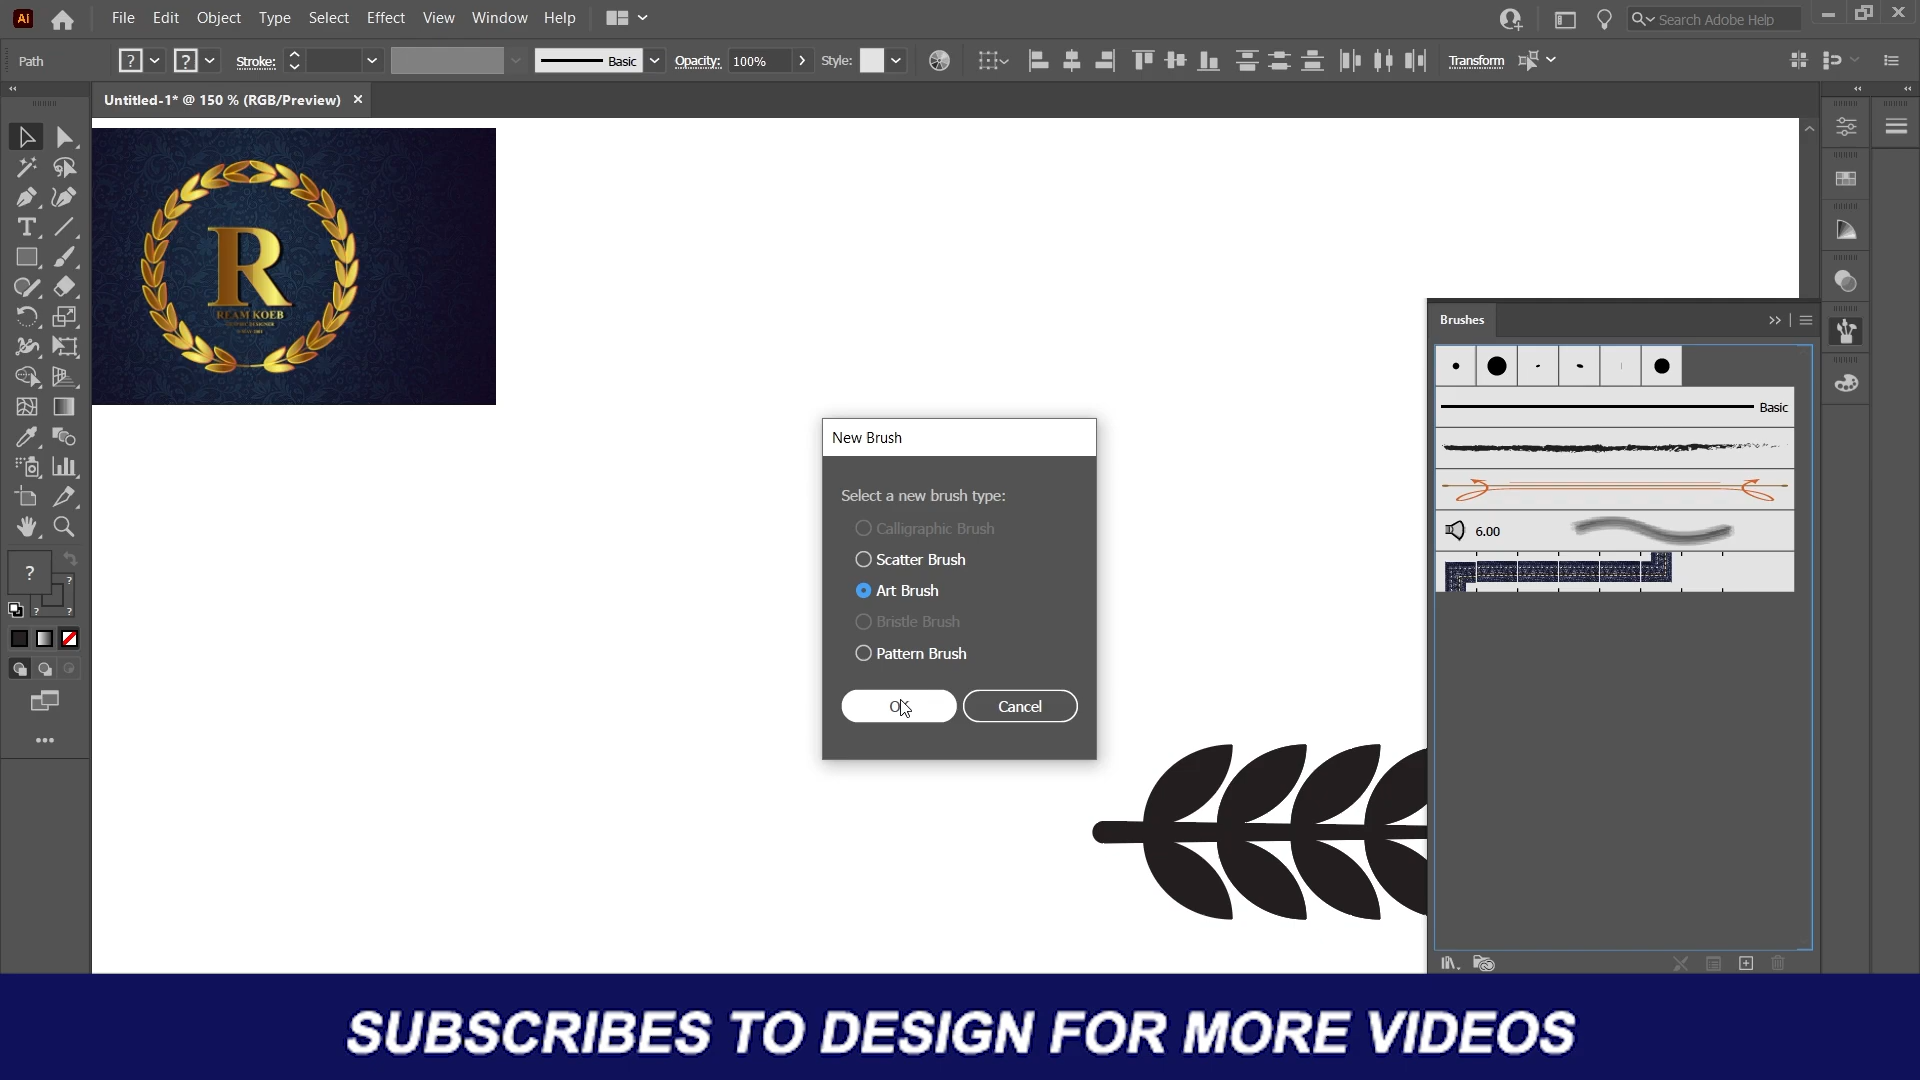 Ai
File Edit Object Type Select Effect View Window Help
Search Adobe Help
Path
?
?
Stroke:
Basic
Opacity:
100%
Style:
Transform
Untitled-1* @ 150 % (RGB/Preview)
R
REAM KOEB
Brushes
Basic
New Brush
Select a new brush type:
Calligraphic Brush
Scatter Brush
Art Brush
Bristle Brush
Pattern Brush
OK
Cancel
6.00
T
?
?
?
?
SUBSCRIBES TO DESIGN FOR MORE VIDEOS